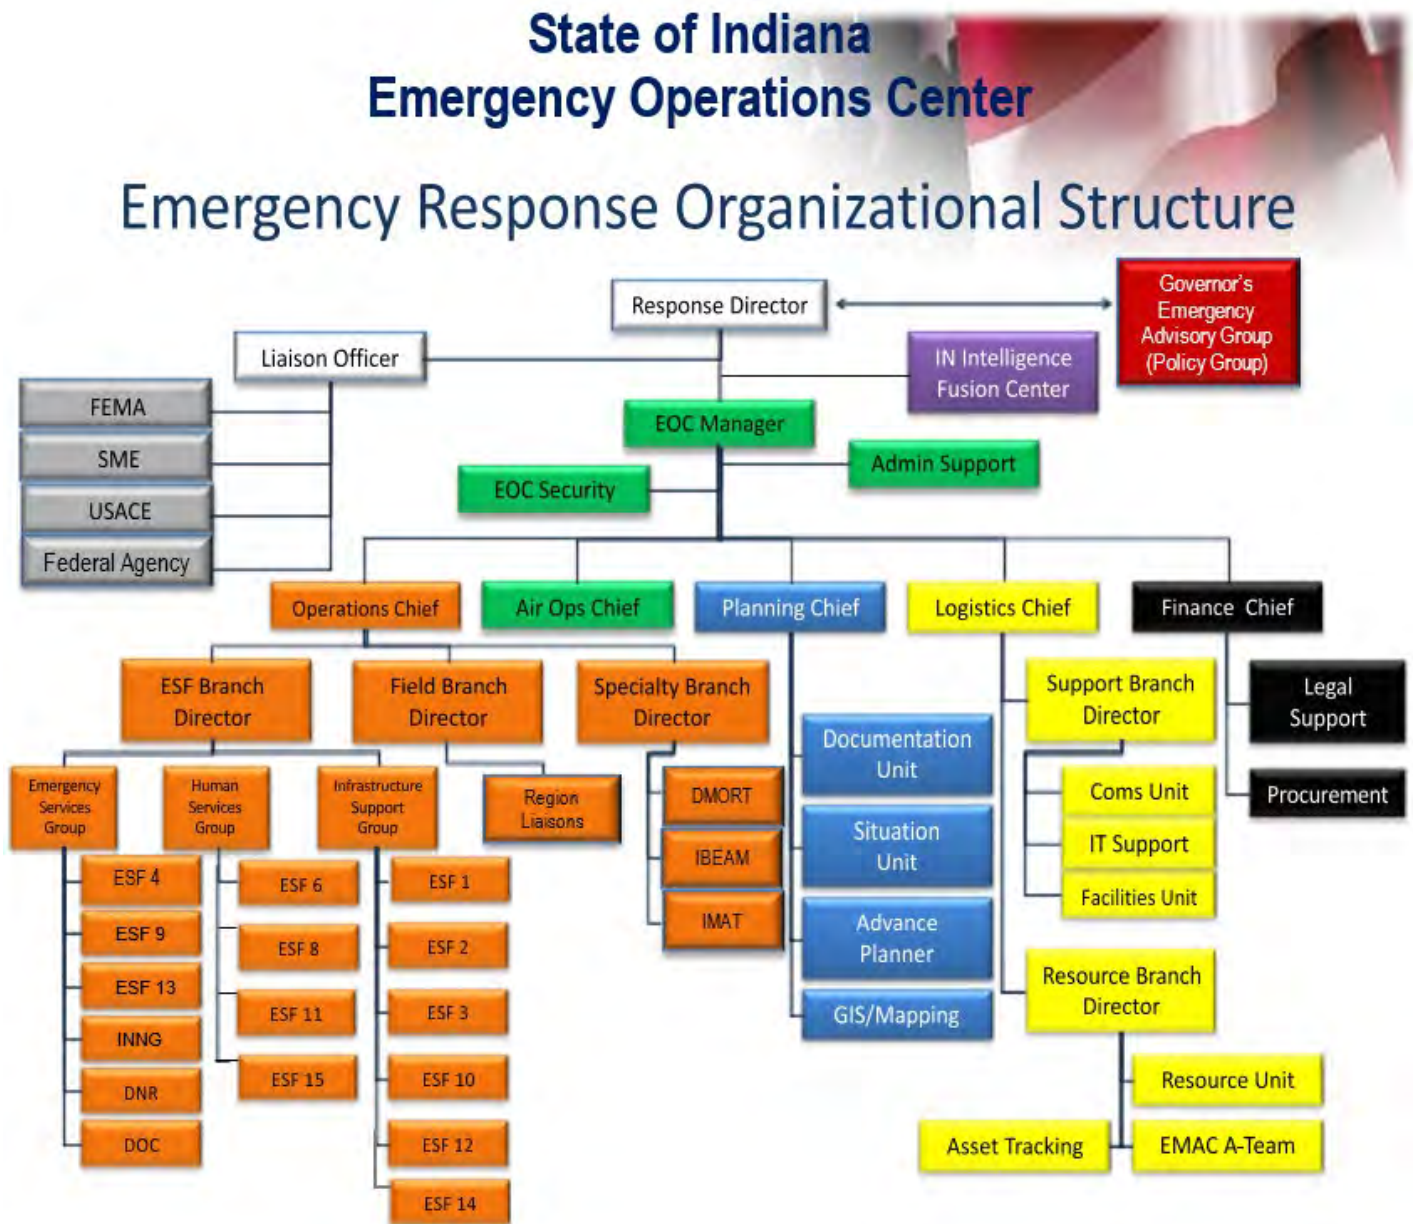 State of Indiana
Emergency Operations Center
Emergency Response Organizational Structure
Response Director
Governor's
Emergency
Advisory Group
(Policy Group)
Liaison Officer
IN Intelligence
Fusion Center
FEMA
SME
USACE
Federal Agency
EOC Manager
Admin Support
EOC Security
Operations Chief
Air Ops Chief
Planning Chief
Logistics Chief
Finance Chief
ESF Branch
Director
Field Branch
Director
Specialty Branch
Director
Support Branch
Director
Legal
Support
Emergency
Services
Group
Human
Services
Group
Infrastructure
Support
Group
Region
Liaisons
DMORT
IBEAM
IMAT
Documentation
Unit
Situation
Unit
Advance
Planner
GIS/Mapping
Coms Unit
IT Support
Facilities Unit
Procurement
ESF 4
ESF 9
ESF 13
INNG
DNR
DOC
ESF 6
ESF 8
ESF 11
ESF 15
ESF 1
ESF 2
ESF 3
ESF 10
ESF 12
ESF 14
Resource Branch
Director
Resource Unit
Asset Tracking
EMAC A-Team